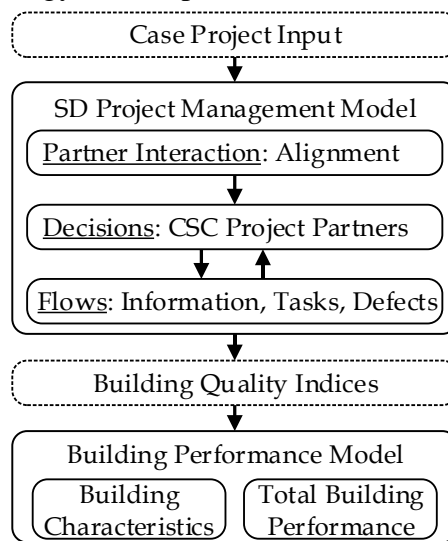 Case Project Input
SD Project Management Model
Partner Interaction: Alignment
Decisions: CSC Project Partners
Flows: Information, Tasks, Defects
Building Quality Indices
Building Performance Model
Building
Characteristics
Total Building
Performance